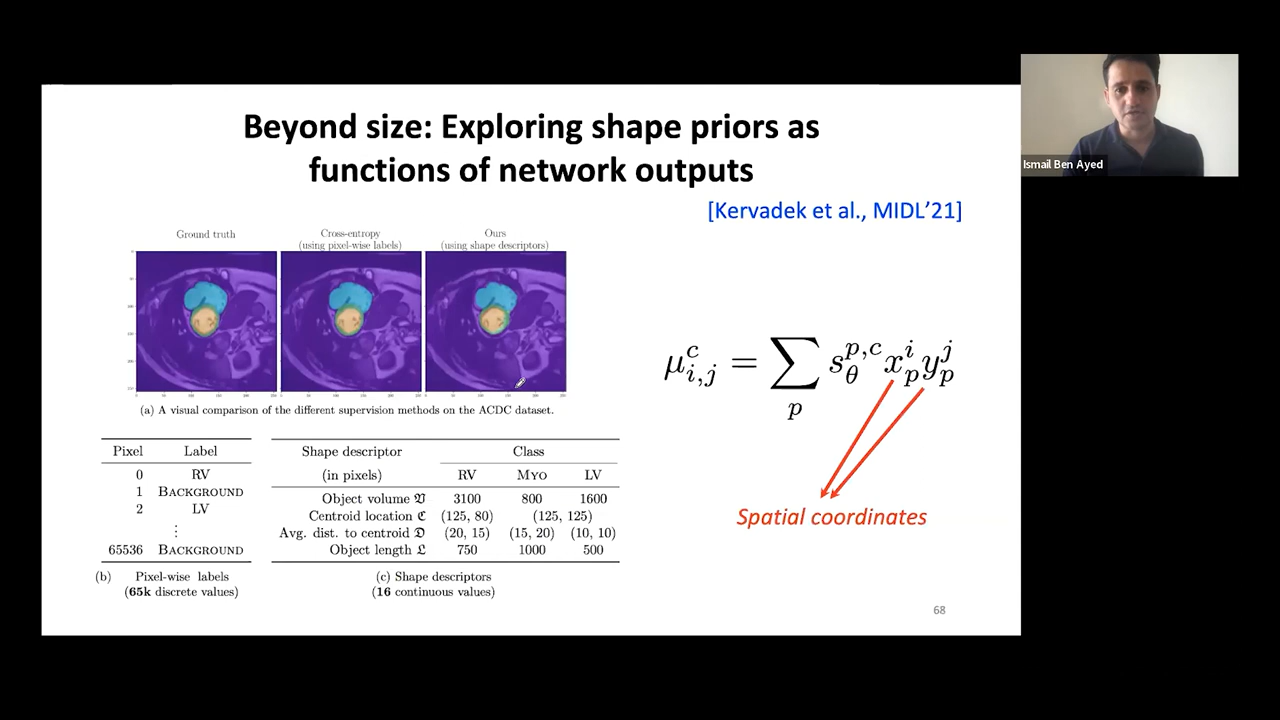 Beyond size: Exploring shape priors as
functions of network outputs
[Kervadek et al., MIDL'21]
Ismail Ben Ayed
Ground truth
Cross-entropy
(using pixel-wise labels)
Ours
(using shape descriptors)
(a) A visual comparison of the different supervision methods on the ACDC dataset.
Pixel Label
0 RV
1 BACKGROUND
2 LV
⋮
65536 BACKGROUND
(b) Pixel-wise labels
(65k discrete values)
Shape descriptor Class
(in pixels) RV MYO LV
Object volume 𝔙 3100 800 1600
Centroid location ℭ (125, 80) (125, 125)
Avg. dist. to centroid 𝔇 (20, 15) (15, 20) (10, 10)
Object length 𝔏 750 1000 500
(c) Shape descriptors
(16 continuous values)
μ^c_{i,j} = ∑_p s_θ^{p,c} x_p^i y_p^j
Spatial coordinates
68